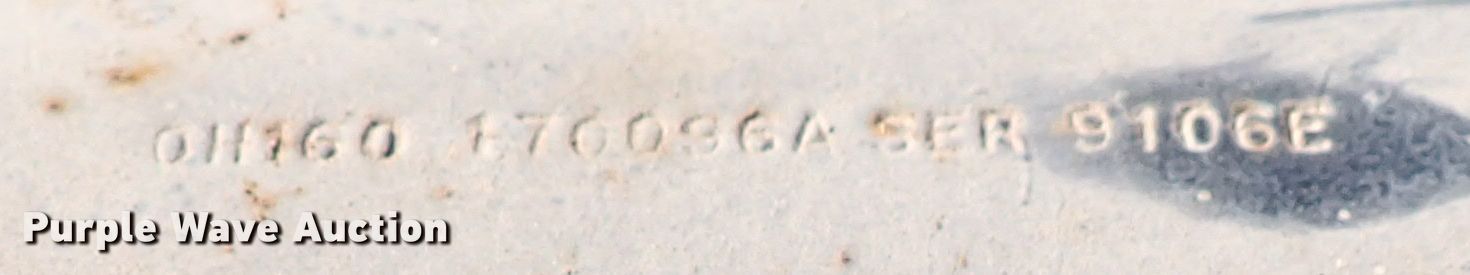 OH160 E76096A SER 9106E
Purple Wave Auction